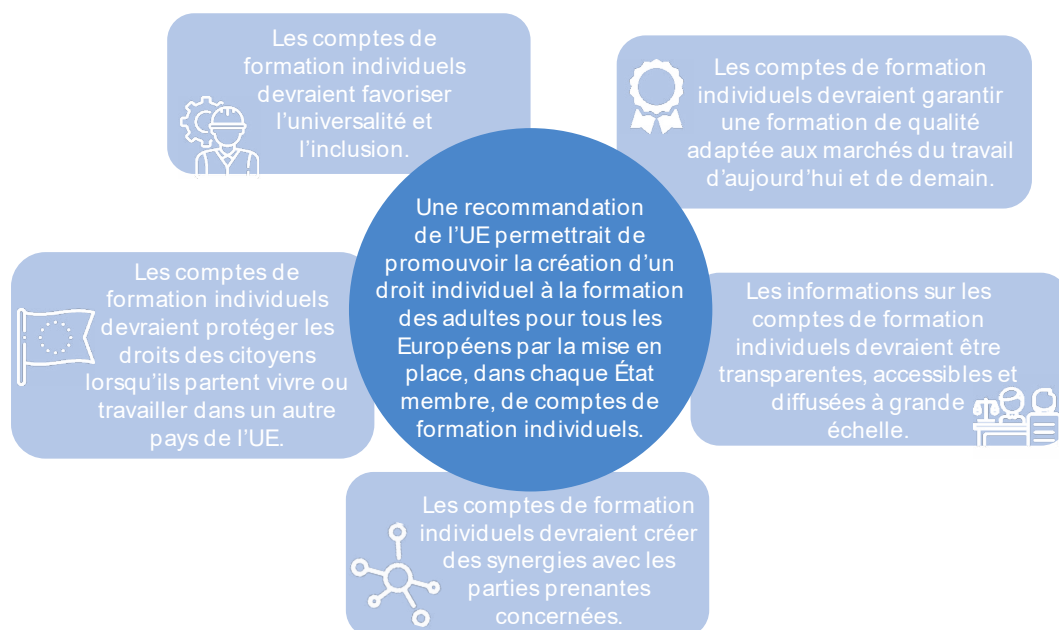 Les comptes de
formation individuels
devraient favoriser
l’universalité et
l’inclusion.
Les comptes de formation
individuels devraient garantir
une formation de qualité
adaptée aux marchés du travail
d’aujourd’hui et de demain.
Une recommandation
de l’UE permettrait de
promouvoir la création d’un
droit individuel à la formation
des adultes pour tous les
Européens par la mise en
place, dans chaque État
membre, de comptes de
formation individuels.
Les comptes de
formation individuels
devraient protéger les
droits des citoyens
lorsqu’ils partent vivre ou
travailler dans un autre
pays de l’UE.
Les informations sur les
comptes de formation
individuels devraient être
transparentes, accessibles et
diffusées à grande
échelle.
Les comptes de formation
individuels devraient créer
des synergies avec les
parties prenantes
concernées.